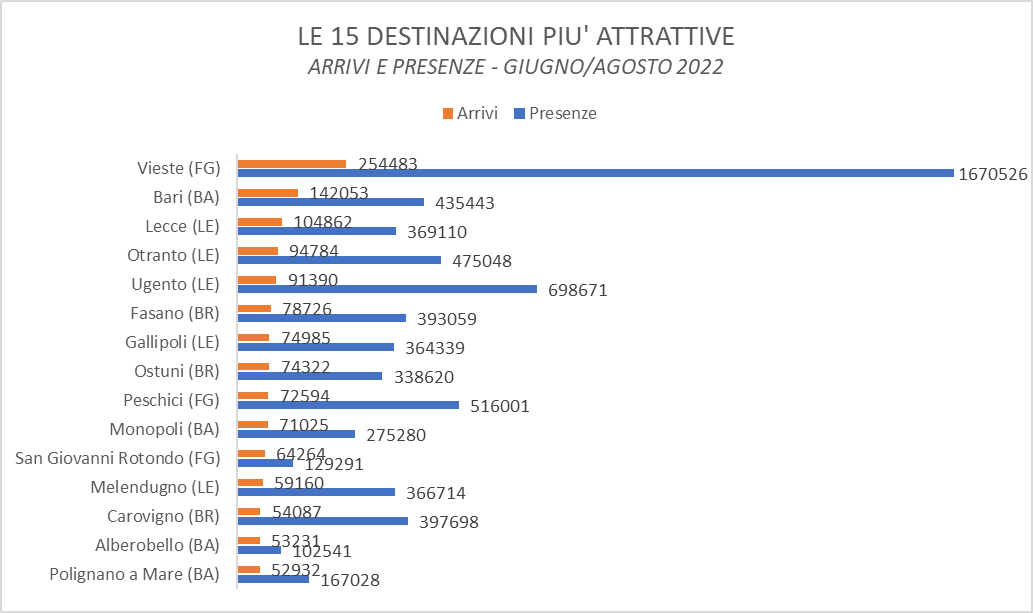 LE 15 DESTINAZIONI PIU' ATTRATTIVE
ARRIVI E PRESENZE - GIUGNO/AGOSTO 2022
Arrivi Presenze
Vieste (FG) 254483 1670526
Bari (BA) 142053 435443
Lecce (LE) 104862 369110
Otranto (LE) 94784 475048
Ugento (LE) 91390 698671
Fasano (BR) 78726 393059
Gallipoli (LE) 74985 364339
Ostuni (BR) 74322 338620
Peschici (FG) 72594 516001
Monopoli (BA) 71025 275280
San Giovanni Rotondo (FG) 64264 129291
Melendugno (LE) 59160 366714
Carovigno (BR) 54087 397698
Alberobello (BA) 53231 102541
Polignano a Mare (BA) 52932 167028